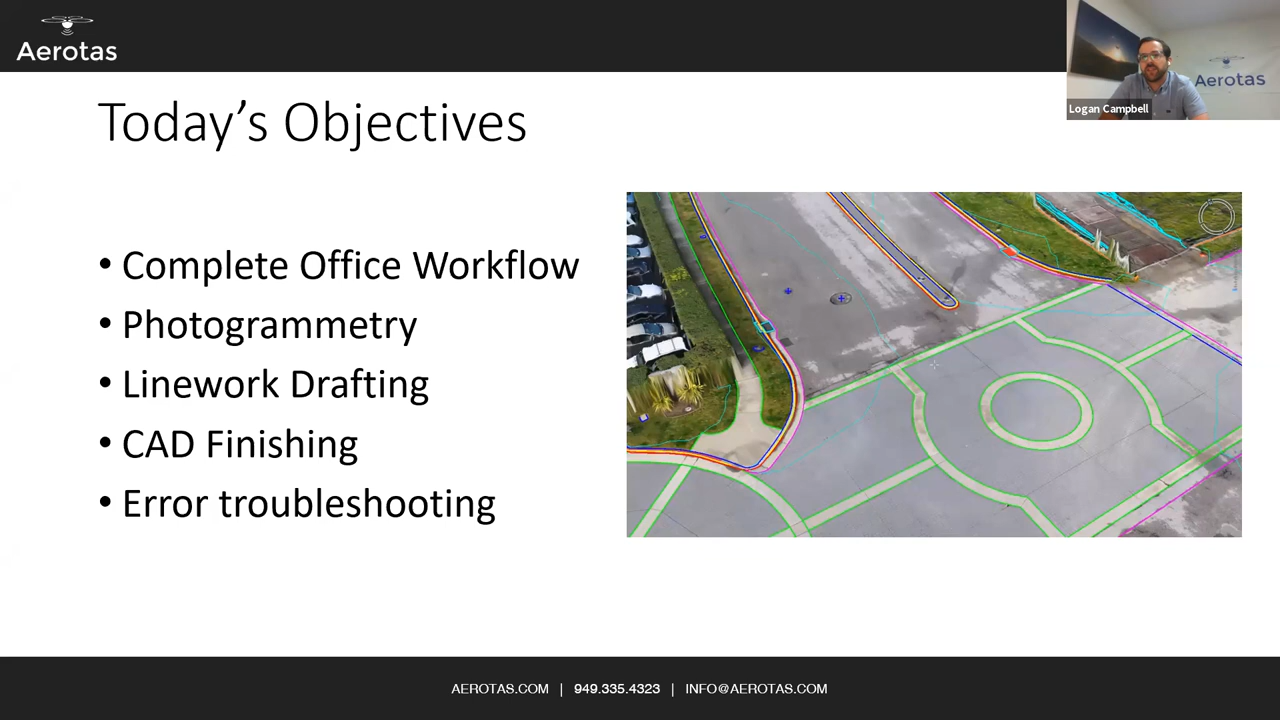 Aerotas
Aerotas
Logan Campbell
Today's Objectives
• Complete Office Workflow
• Photogrammetry
• Linework Drafting
• CAD Finishing
• Error troubleshooting
AEROTAS.COM | 949.335.4323 | INFO@AEROTAS.COM